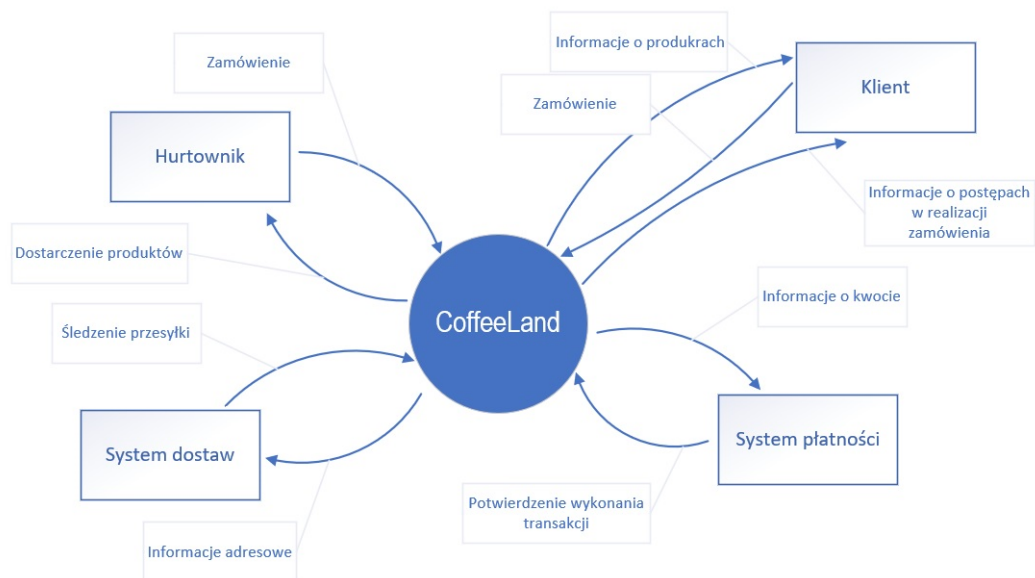 Informacje o produkrach
Zamówienie
Klient
Zamówienie
Hurtownik
Informacje o postępach
w realizacji
zamówienia
Dostarczenie produktów
Informacje o kwocie
CoffeeLand
Śledzenie przesyłki
System dostaw
System płatności
Potwierdzenie wykonania
transakcji
Informacje adresowe